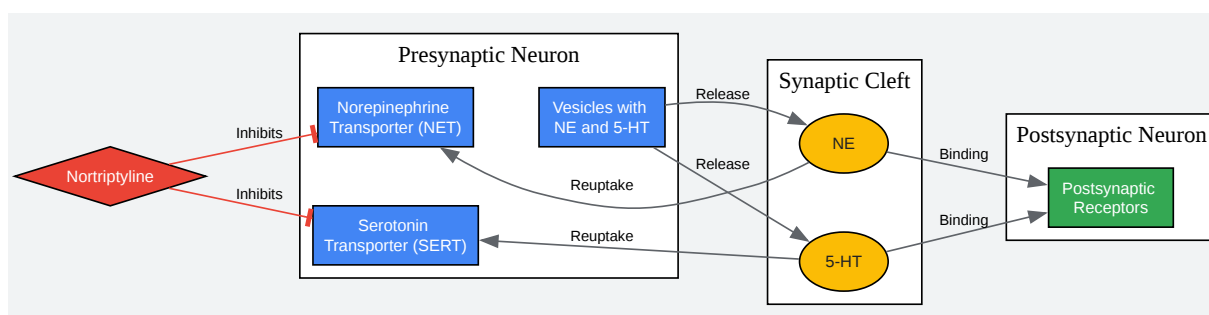 Presynaptic Neuron
Synaptic Cleft
Postsynaptic Neuron
Nortriptyline
Inhibits
Inhibits
Norepinephrine
Transporter (NET)
Serotonin
Transporter (SERT)
Vesicles with
NE and 5-HT
Release
Release
Reuptake
Reuptake
NE
5-HT
Binding
Binding
Postsynaptic
Receptors